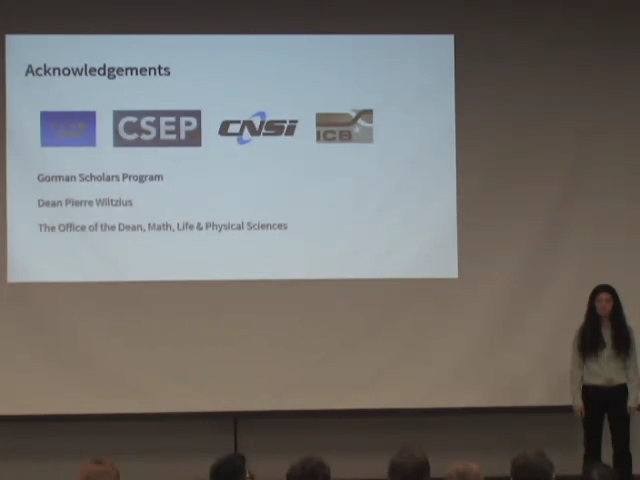 Acknowledgements
CSEP CNSi ICB
Gorman Scholars Program
Dean Pierre Wiltzius
The Office of the Dean, Math, Life & Physical Sciences